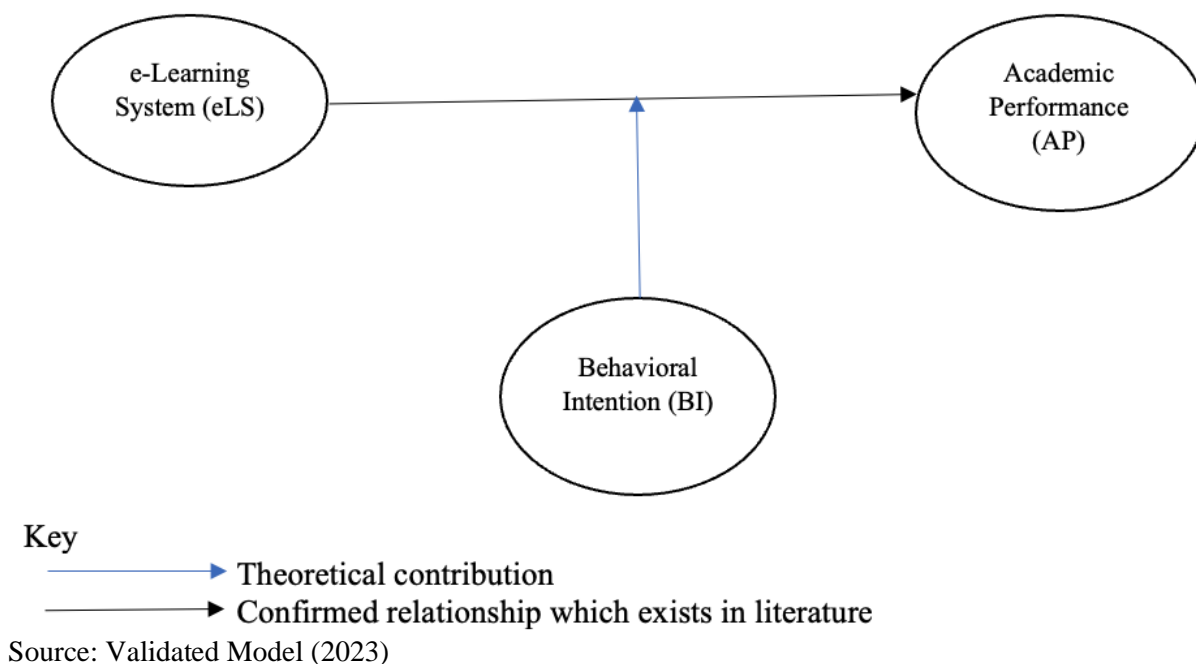 e-Learning
System (eLS)
Academic
Performance
(AP)
Behavioral
Intention (BI)
Key
Theoretical contribution
Confirmed relationship which exists in literature
Source: Validated Model (2023)